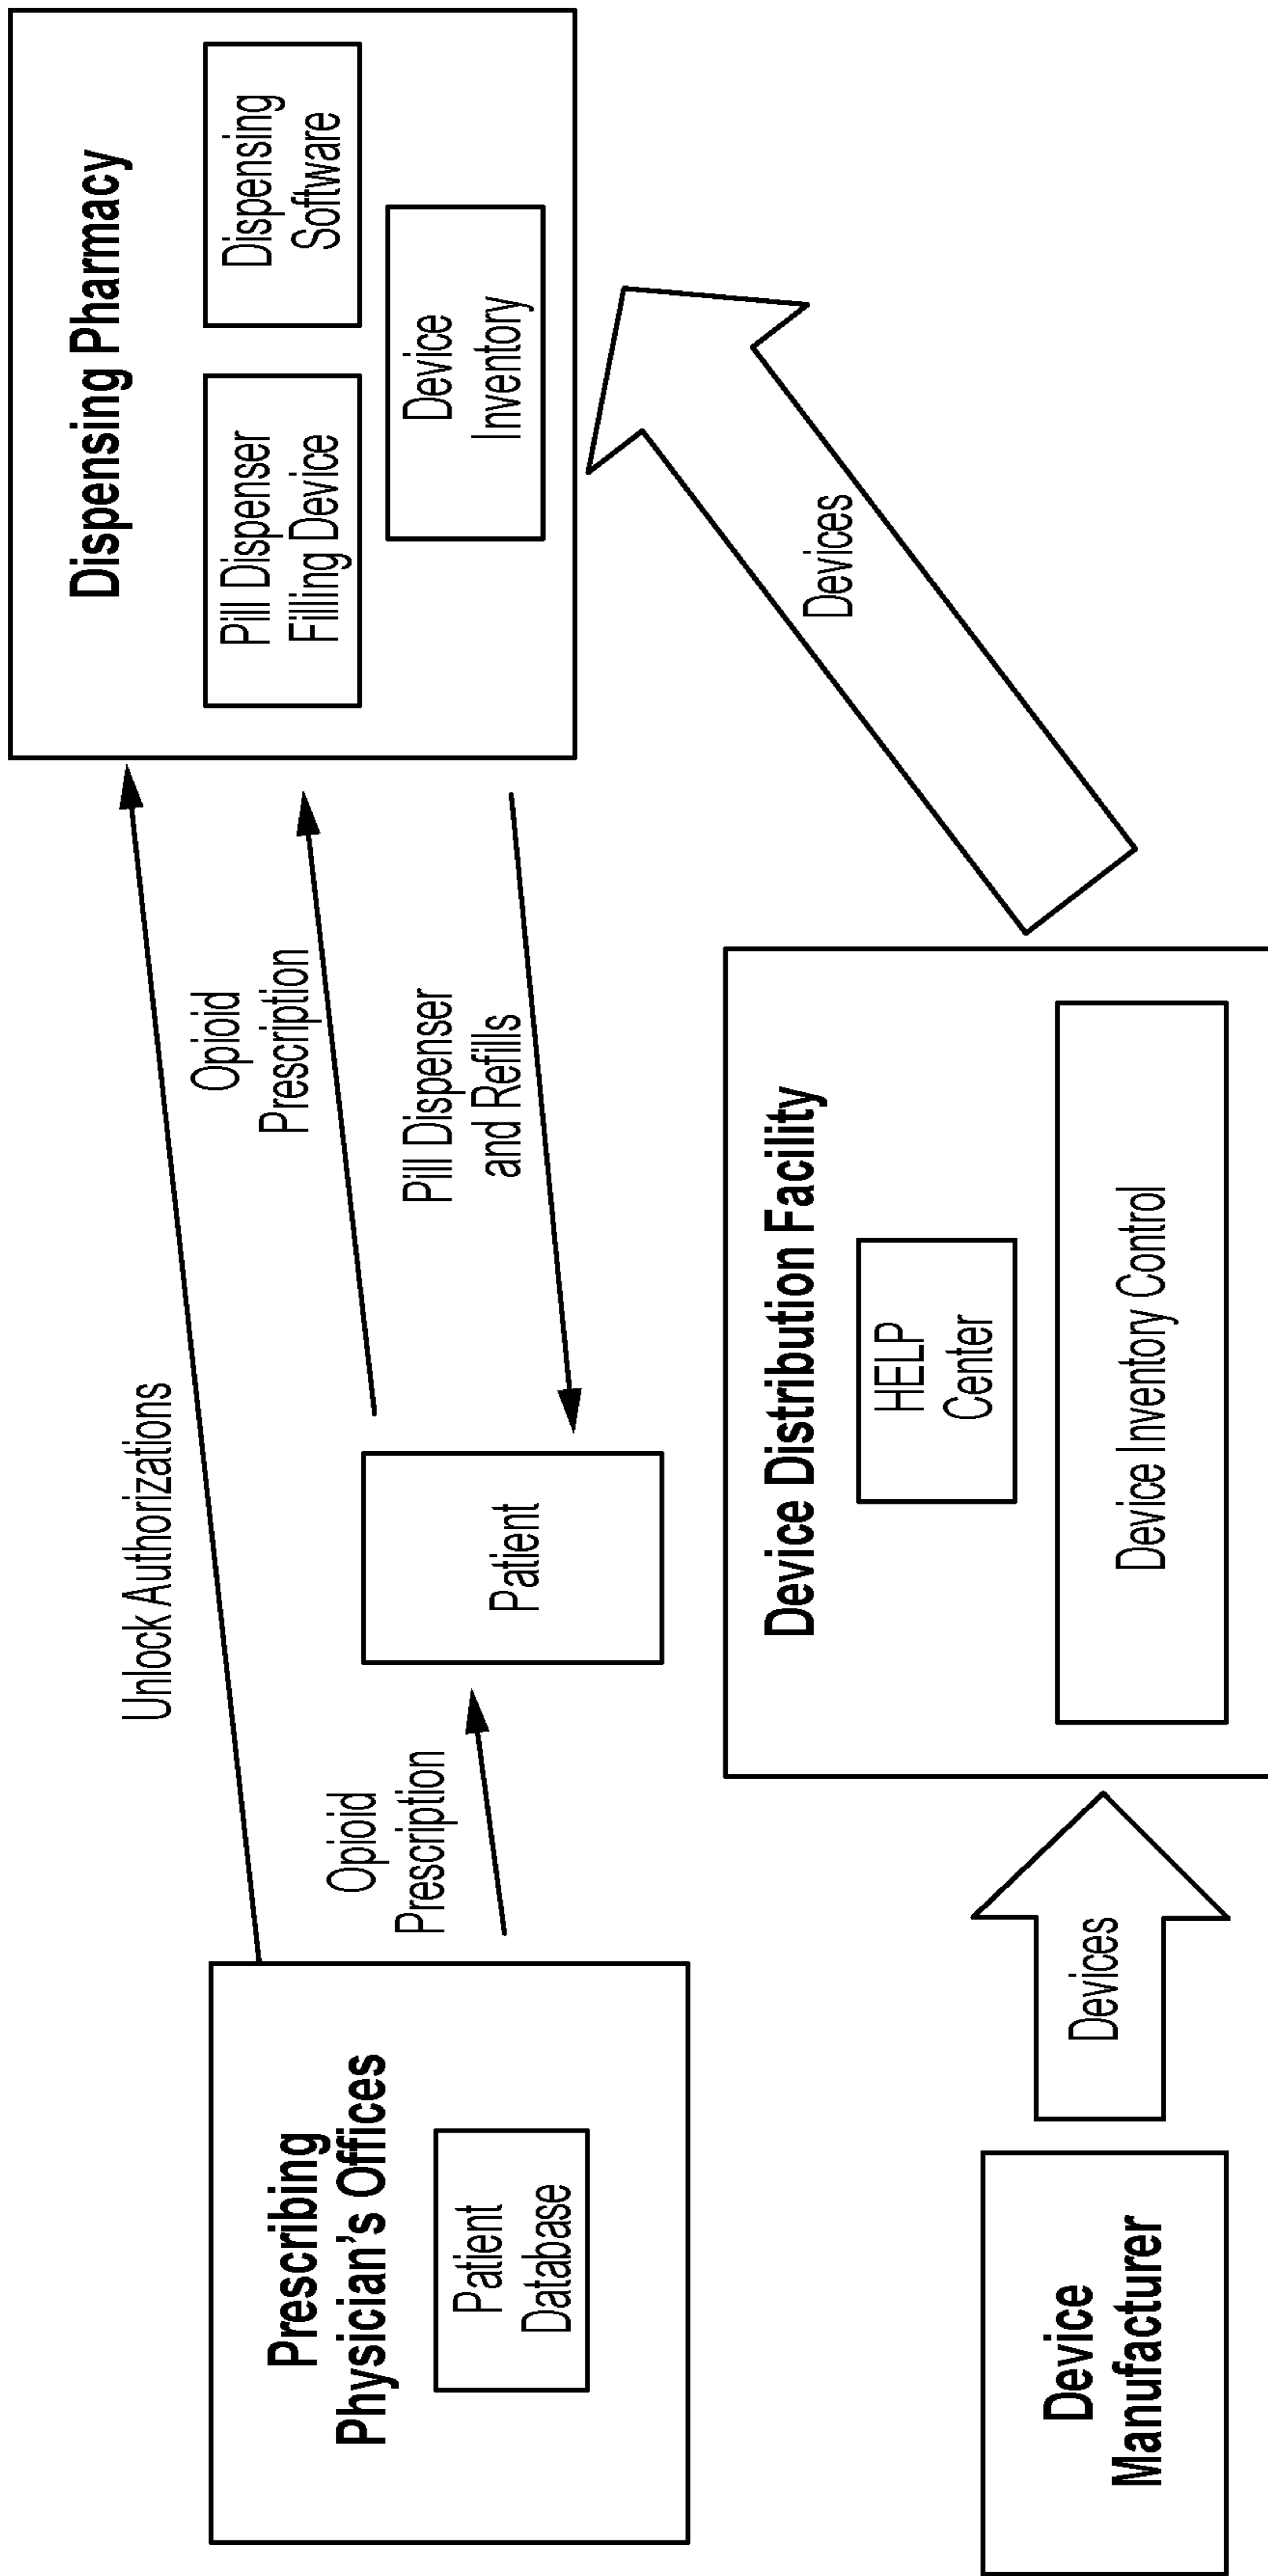 Prescribing
Physician's Offices
Patient
Database
Unlock Authorizations
Opioid
Prescription
Patient
Opioid
Prescription
Pill Dispenser
and Refills
Dispensing Pharmacy
Pill Dispenser
Filling Device
Dispensing
Software
Device
Inventory
Device
Manufacturer
Devices
Device Distribution Facility
HELP
Center
Device Inventory Control
Devices